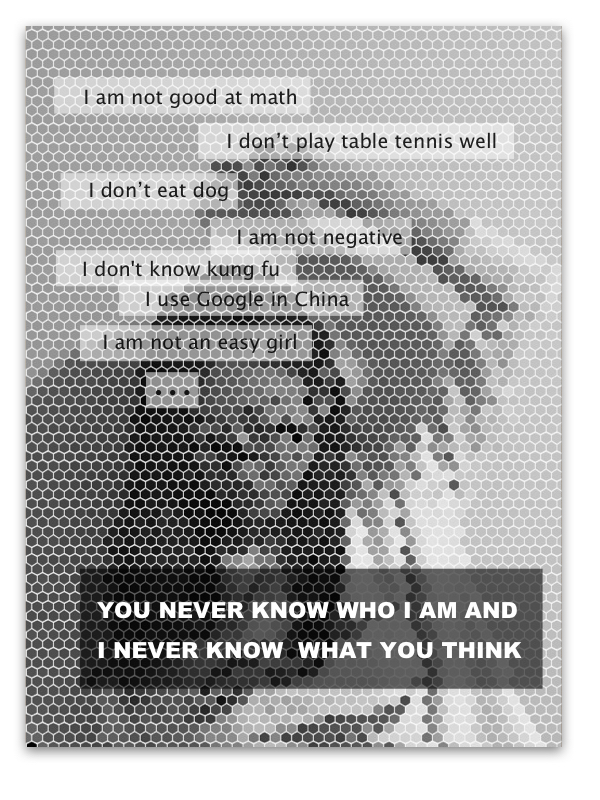 I am not good at math
I don’t play table tennis well
I don’t eat dog
I am not negative
I don't know kung fu
I use Google in China
I am not an easy girl
...
YOU NEVER KNOW WHO I AM AND
I NEVER KNOW WHAT YOU THINK